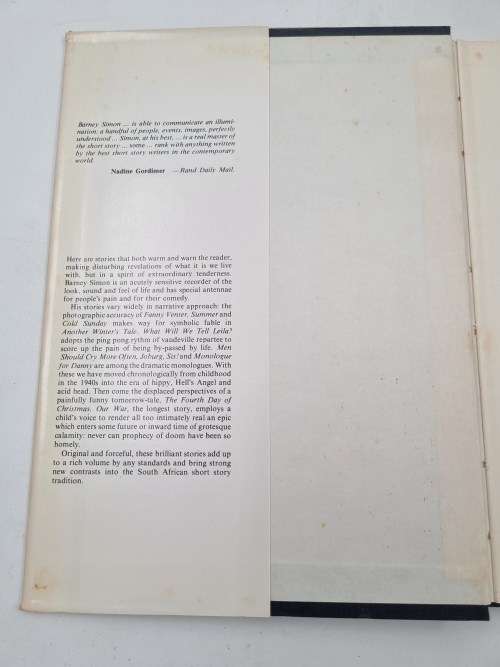 Barney Simon ... is able to communicate an illumi-
nation: a handful of people, events, images, perfectly
understood ... Simon, at his best, ... is a real master of
the short story ... some ... rank with anything written
by the best short story writers in the contemporary
world.
Nadine Gordimer —Rand Daily Mail.
Here are stories that both warm and warn the reader,
making disturbing revelations of what it is we live
with, but in a spirit of extraordinary tenderness.
Barney Simon is an acutely sensitive recorder of the
look, sound and feel of life and has special antennae
for people's pain and for their comedy.
His stories vary widely in narrative approach: the
photographic accuracy of Fanny Venter, Summer and
Cold Sunday makes way for symbolic fable in
Another Winter's Tale. What Will We Tell Leila?
adopts the ping pong rhythm of vaudeville repartee to
score up the pain of being by-passed by life. Men
Should Cry More Often, Joburg, Sis! and Monologue
for Danny are among the dramatic monologues. With
these we have moved chronologically from childhood
in the 1940s into the era of hippy, Hell's Angel and
acid head. Then come the displaced perspectives of a
painfully funny tomorrow-tale, The Fourth Day of
Christmas. Our War, the longest story, employs a
child's voice to render all too intimately real an epic
which enters some future or inward time of grotesque
calamity: never can prophecy of doom have been so
homely.
Original and forceful, these brilliant stories add up
to a rich volume by any standards and bring strong
new contrasts into the South African short story
tradition.